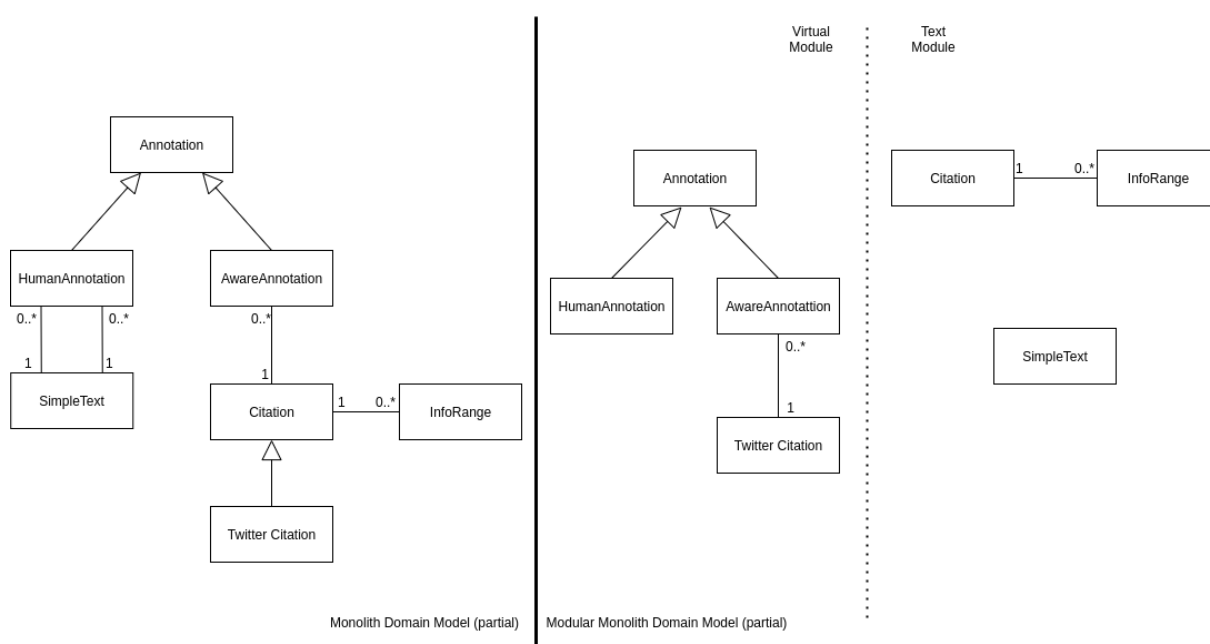 Annotation
HumanAnnotation
AwareAnnotation
0..*
0..*
0..*
1
1
1
SimpleText
Citation
1
0..*
InfoRange
Twitter Citation
Monolith Domain Model (partial)
Virtual
Module
Text
Module
Annotation
HumanAnnotation
AwareAnnotattion
0..*
1
Twitter Citation
Citation
1
0..*
InfoRange
SimpleText
Modular Monolith Domain Model (partial)